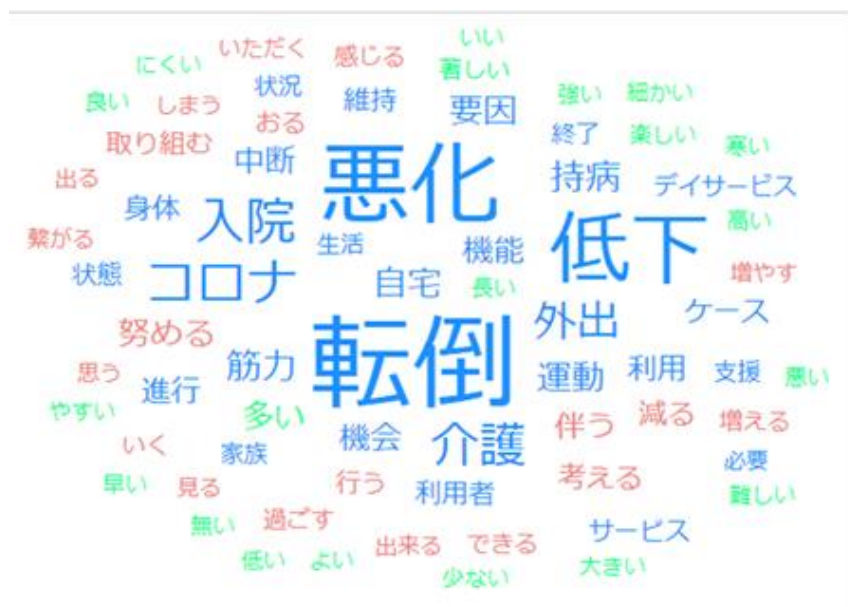 いい
いただく 感じる
にくい 著しい
状況
良い しまう 維持 要因 強い 細かい
おる
取り組む 中断 終了 楽しい 寒い
出る 悪化 持病 デイサービス
身体 入院 低下 高い
繋がる 生活 機能
状態 コロナ 自宅 長い 増やす
努める 転倒 外出 ケース
思う 進行 筋力 運動 利用 支援 悪い
やすい 多い 伴う 減る 増える
いく 家族 機会 介護 必要
早い 見る 行う 利用者 考える 難しい
無い 過ごす サービス
低い よい 出来る できる
少ない 大きい